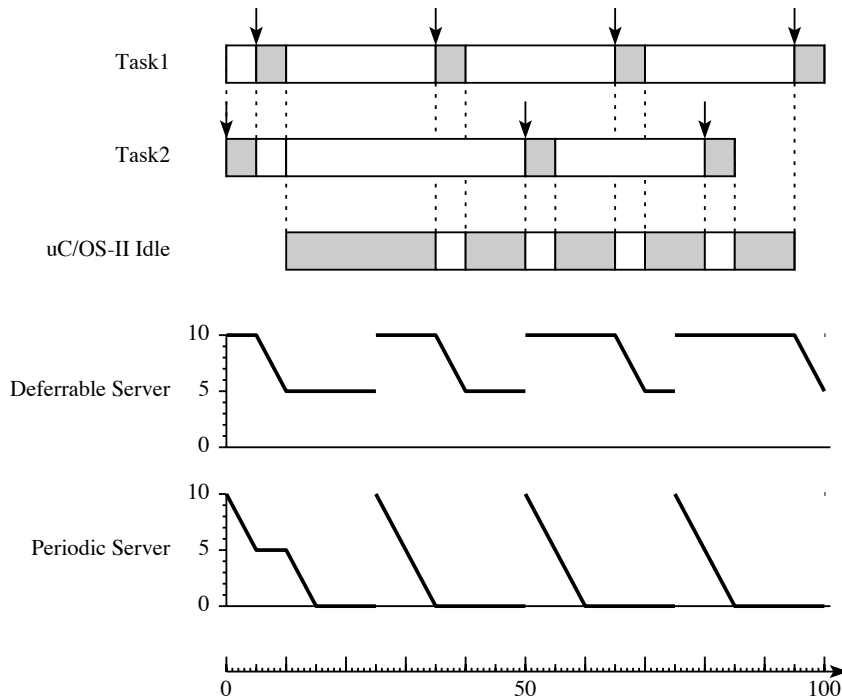 Task1
Task2
uC/OS-II Idle
10
Deferrable Server
5
0
10
Periodic Server
5
0
0 50 100